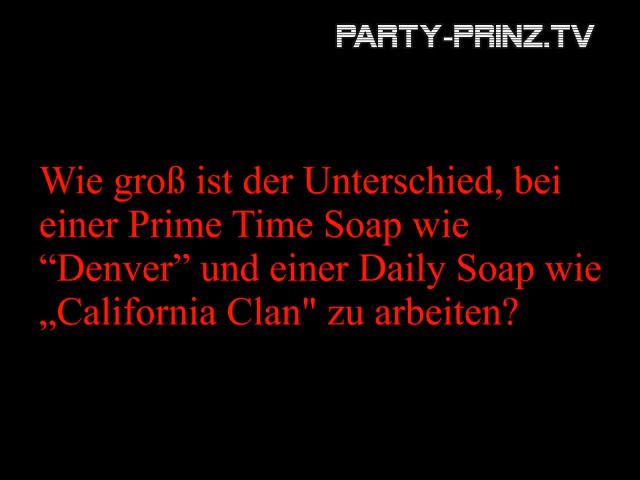 PARTY-PRINZ.TV
Wie groß ist der Unterschied, bei
einer Prime Time Soap wie
“Denver” und einer Daily Soap wie
„California Clan" zu arbeiten?